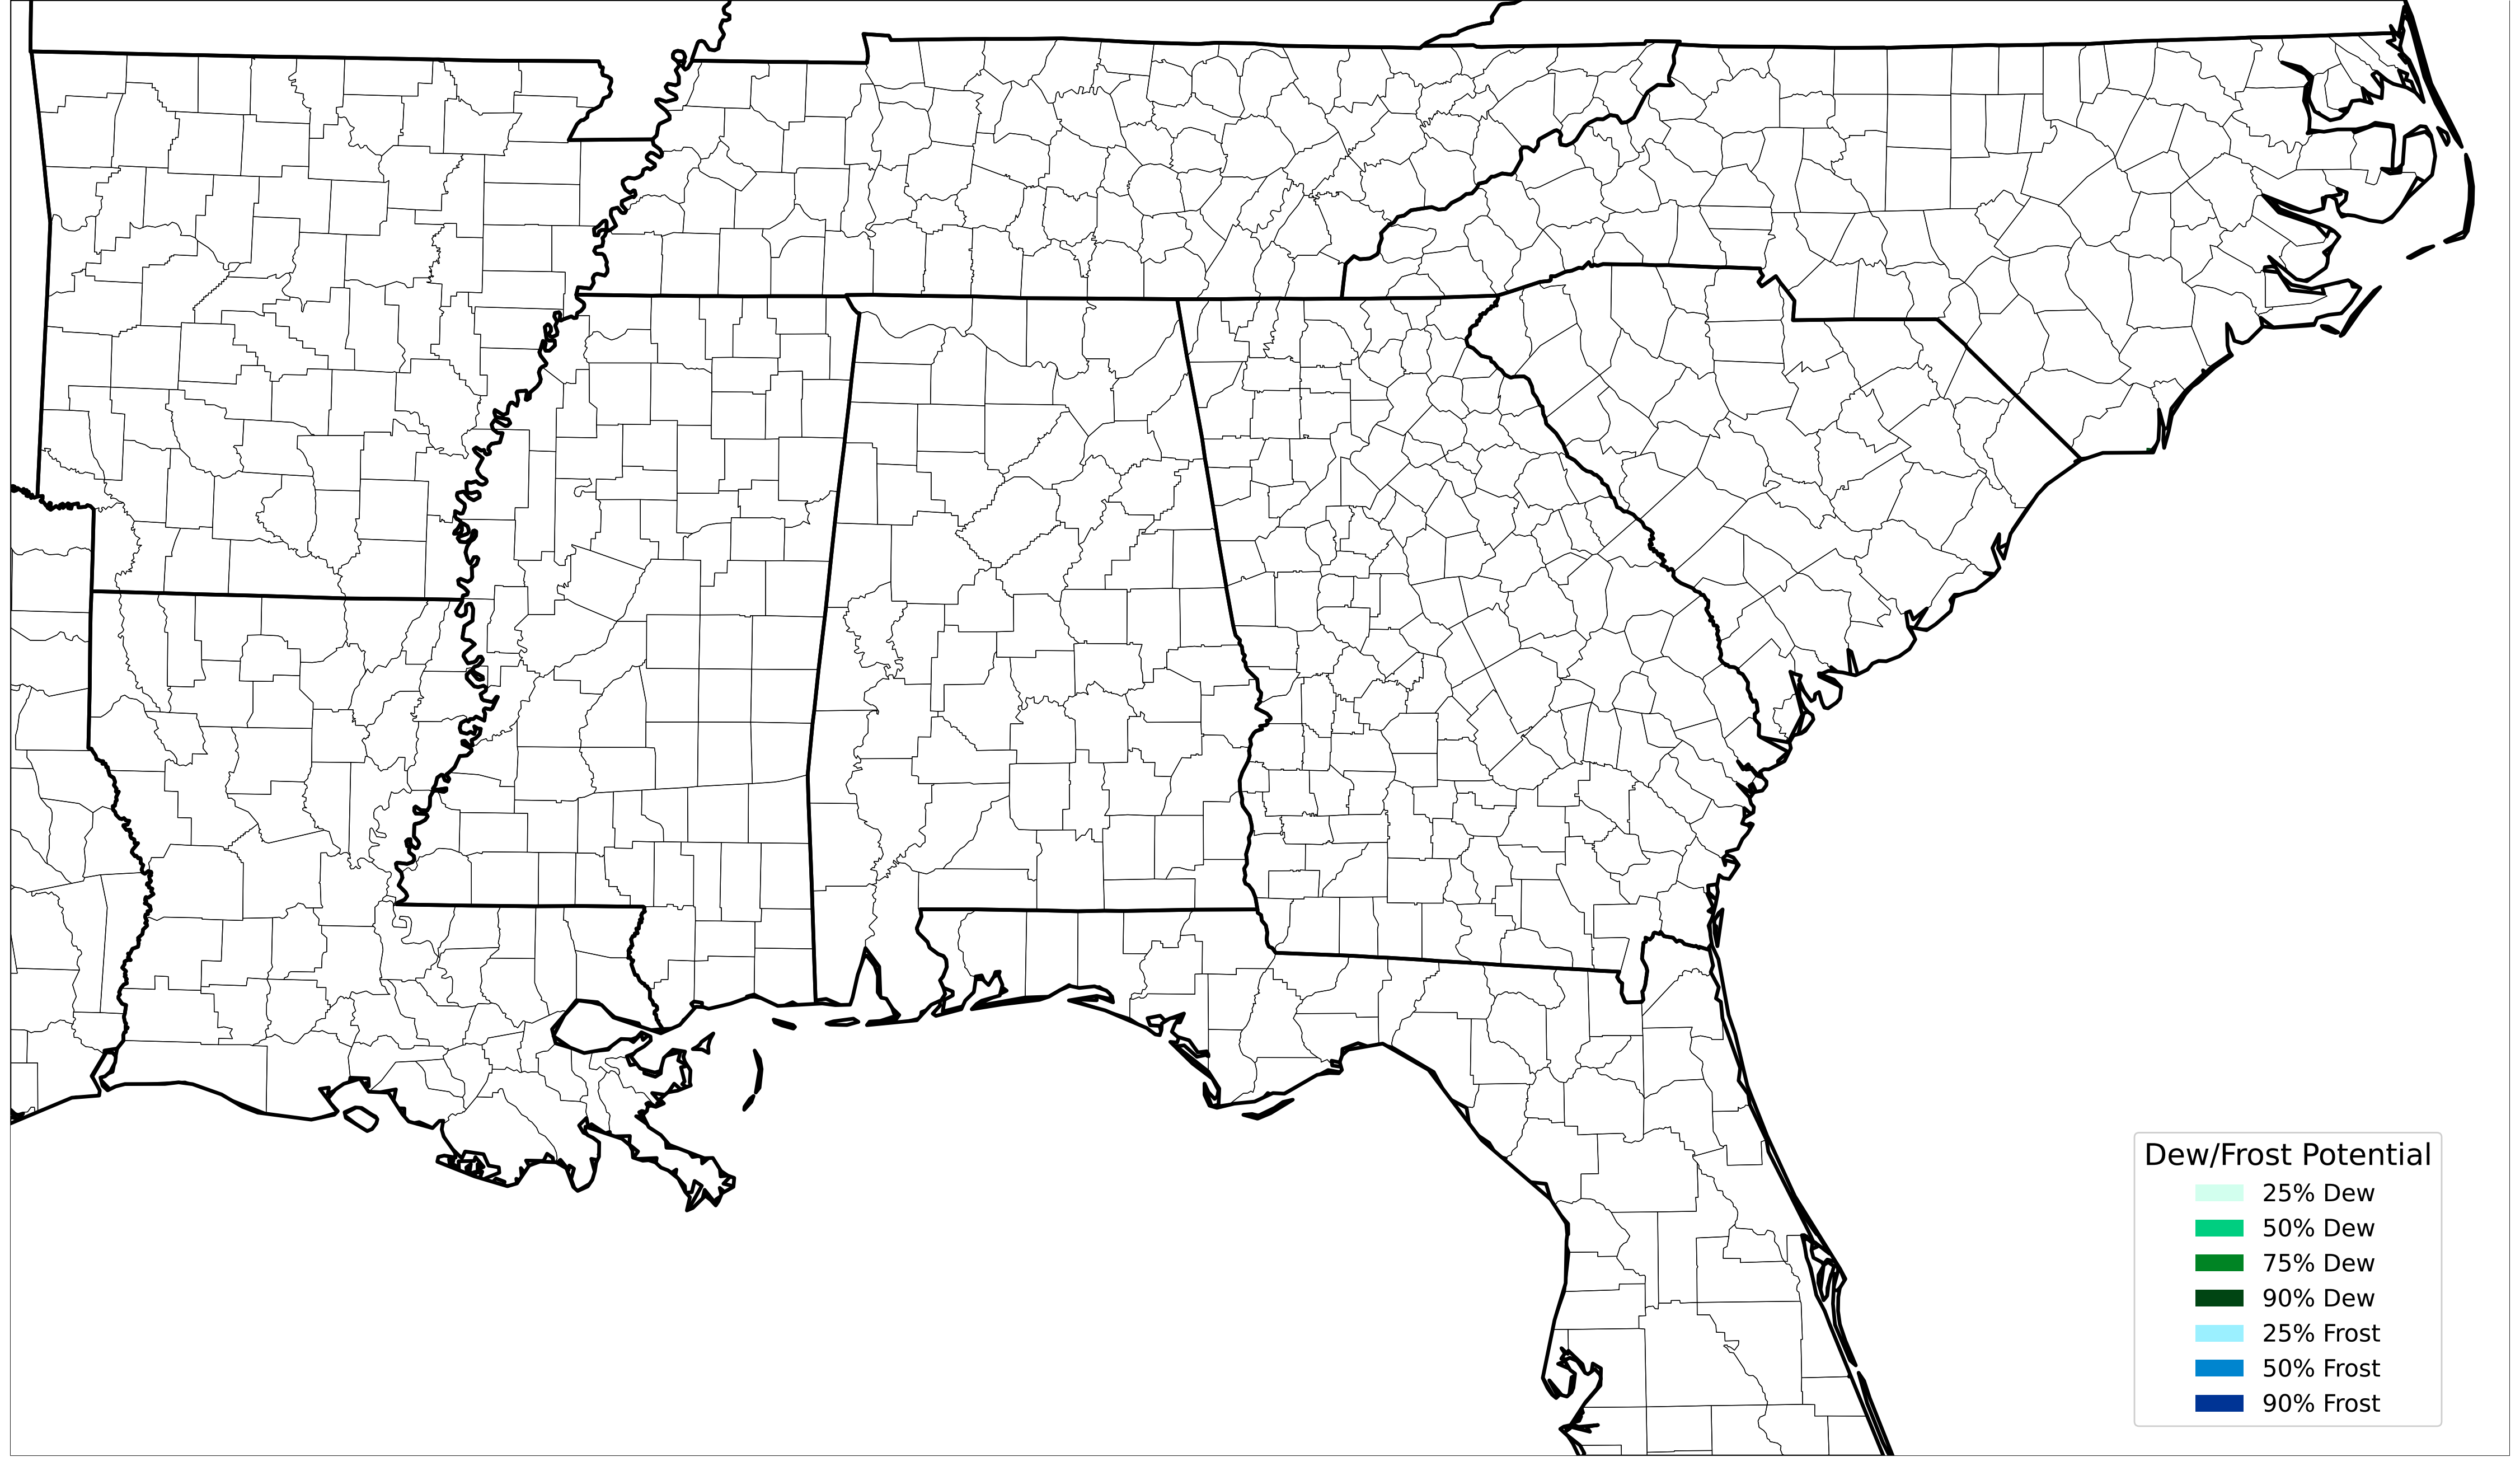 Dew/Frost Potential
25% Dew
50% Dew
75% Dew
90% Dew
25% Frost
50% Frost
90% Frost